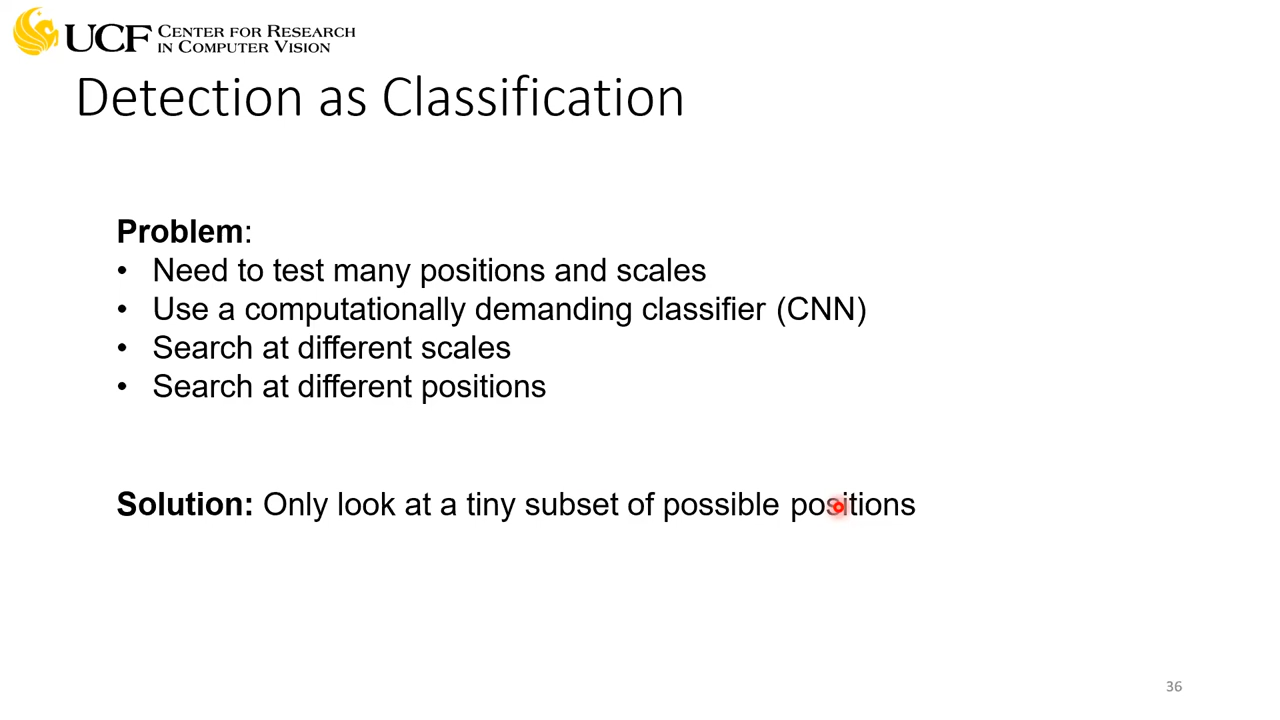 UCF CENTER FOR RESEARCH
IN COMPUTER VISION
Detection as Classification
Problem:
• Need to test many positions and scales
• Use a computationally demanding classifier (CNN)
• Search at different scales
• Search at different positions
Solution: Only look at a tiny subset of possible positions
36